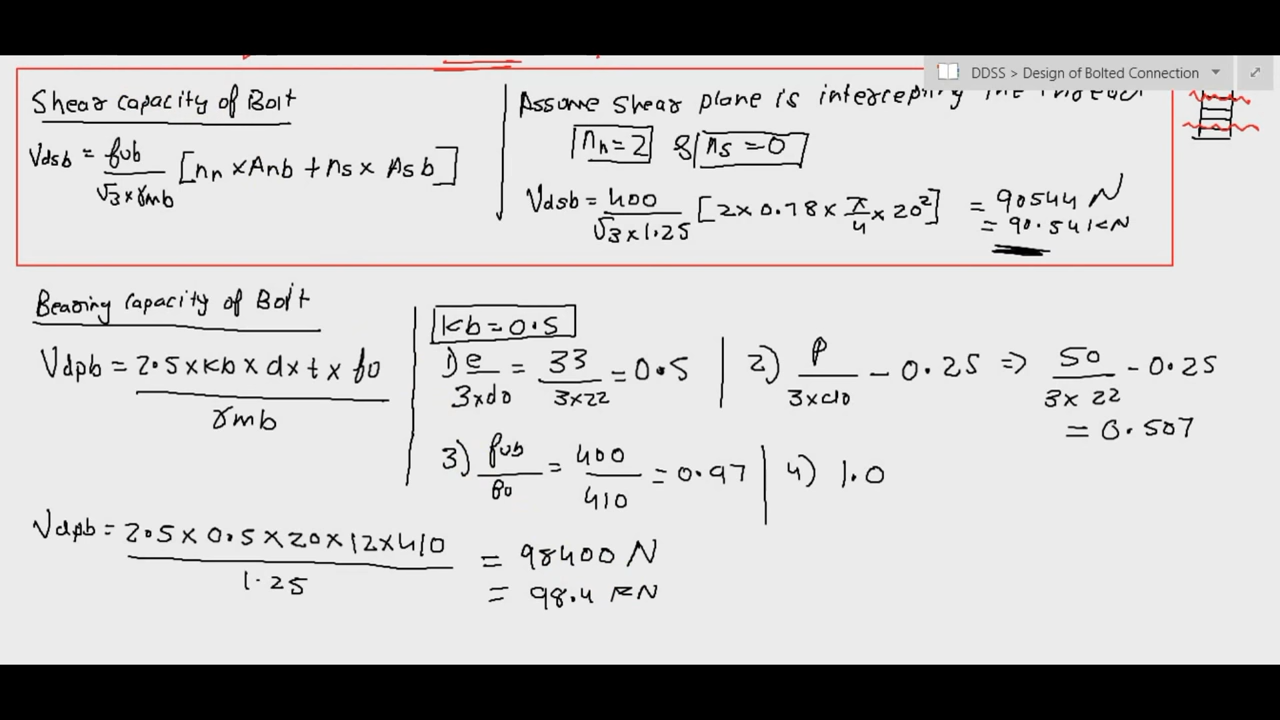 DDSS > Design of Bolted Connection
Shear capacity of Bolt
Vdsb = fub / √3 × γmb [nn × Anb + ns × Asb]
Assume shear plane is intercepting the thread
nn = 2 & ns = 0
Vdsb = 400 / √3 × 1.25 [2 × 0.78 × π/4 × 20²] = 90544 N
= 90.54 KN
Bearing capacity of Bolt
Vdpb = 2.5 × kb × d × t × fu / γmb
kb = 0.5
1) e / 3×do = 33 / 3×22 = 0.5
2) P / 3×do - 0.25 ⇒ 50 / 3×22 - 0.25
= 0.507
3) fub / fu = 400 / 410 = 0.97
4) 1.0
Vdpb = 2.5 × 0.5 × 20 × 12 × 410 / 1.25 = 98400 N
= 98.4 KN